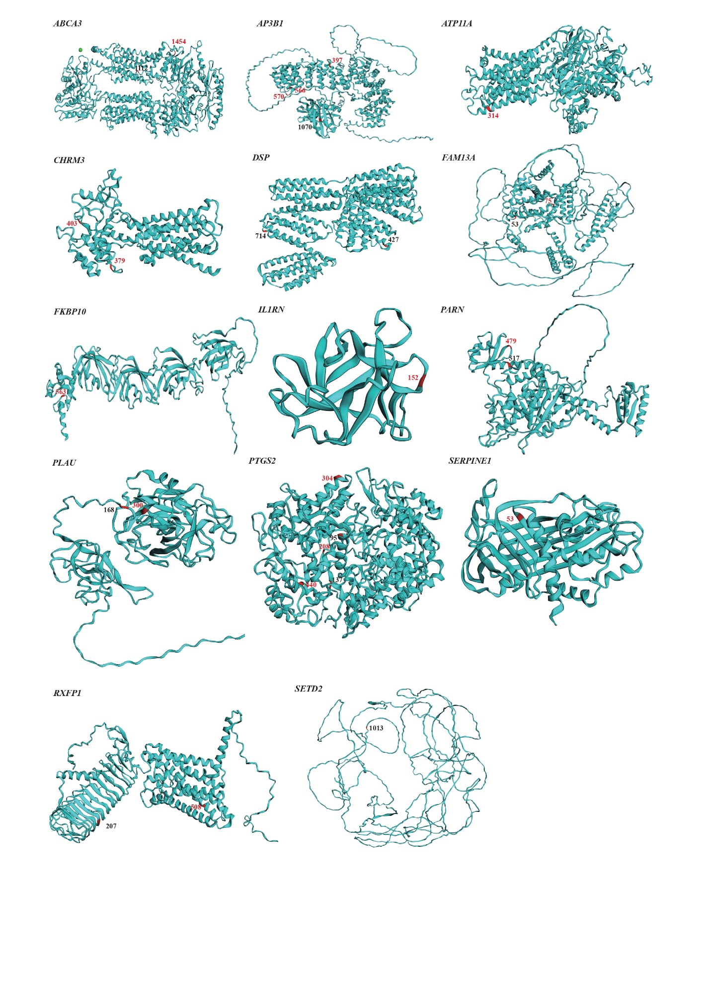 ABCA3
AP3B1
ATP11A
1454
1112
397
566
570
1070
314
CHRM3
DSP
FAM13A
403
379
714
427
75
53
FKBP10
IL1RN
PARN
563
152
479
517
PLAU
PTGS2
SERPINE1
168
300
304
95
208
137
440
53
RXFP1
SETD2
508
207
1013